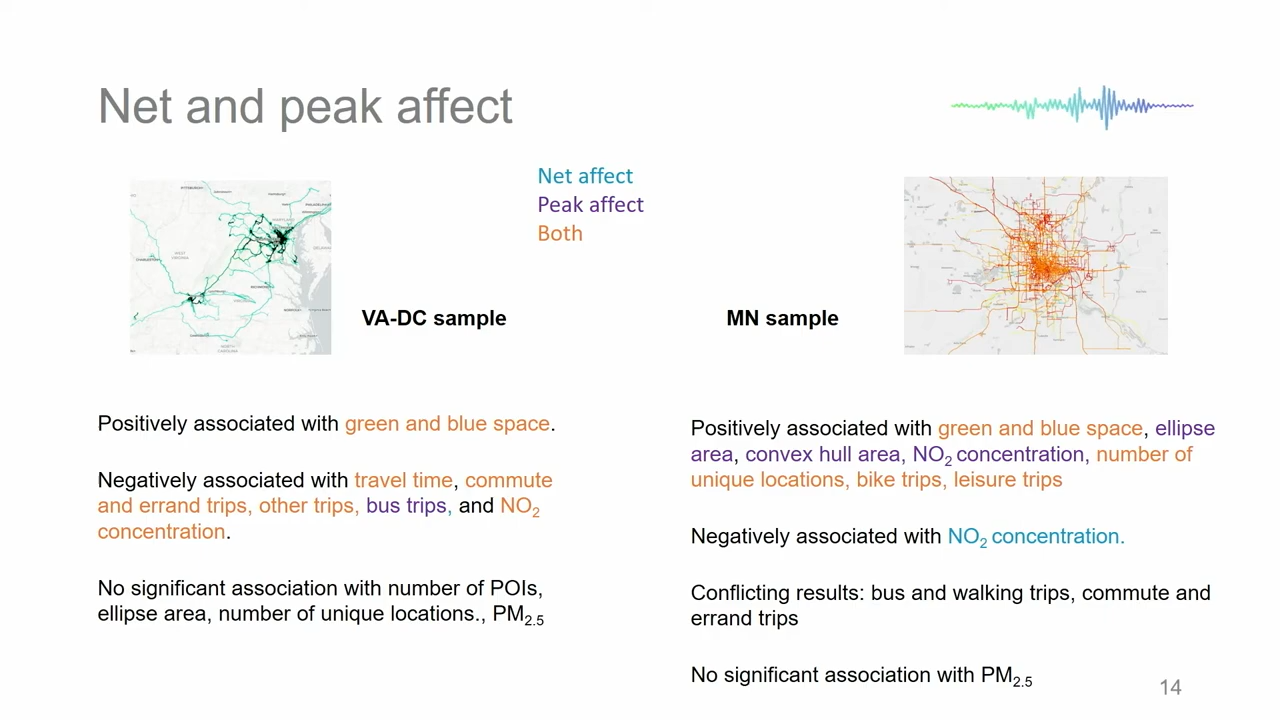 Net and peak affect
Net affect
Peak affect
Both
VA-DC sample
MN sample
Positively associated with green and blue space.
Negatively associated with travel time, commute
and errand trips, other trips, bus trips, and NO2
concentration.
No significant association with number of POIs,
ellipse area, number of unique locations., PM2.5
Positively associated with green and blue space, ellipse
area, convex hull area, NO2 concentration, number of
unique locations, bike trips, leisure trips
Negatively associated with NO2 concentration.
Conflicting results: bus and walking trips, commute and
errand trips
No significant association with PM2.5
14